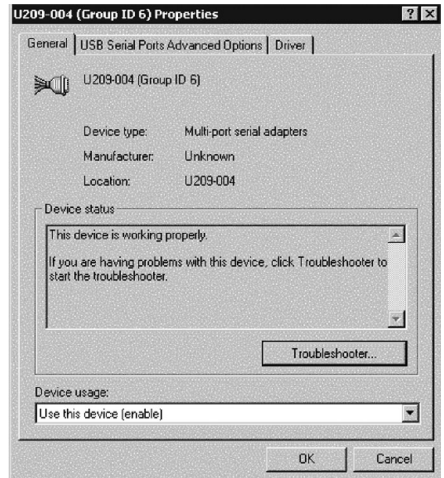 U209-004 (Group ID 6) Properties
General
USB Serial Ports Advanced Options
Driver
U209-004 (Group ID 6)
Device type: Multi-port serial adapters
Manufacturer: Unknown
Location: U209-004
Device status
This device is working properly.
If you are having problems with this device, click Troubleshooter to
start the troubleshooter.
Troubleshooter...
Device usage:
Use this device (enable)
OK
Cancel